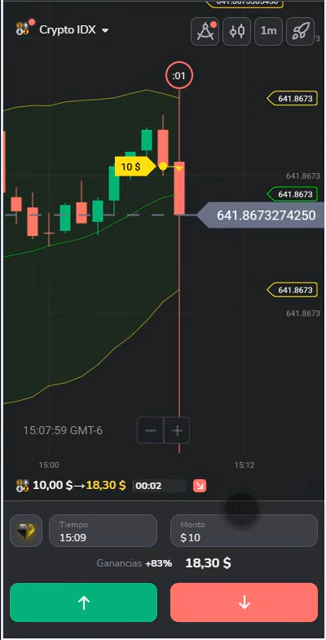 Crypto IDX
1m
:01
641.8673
641.8673
10 $
641.8673
641.8673274250
641.8673
641.8673
15:07:59 GMT-6
15:00
15:12
10,00 $→18,30 $
00:02
Tiempo
15:09
Monto
$ 10
Ganancias +83% 18,30 $